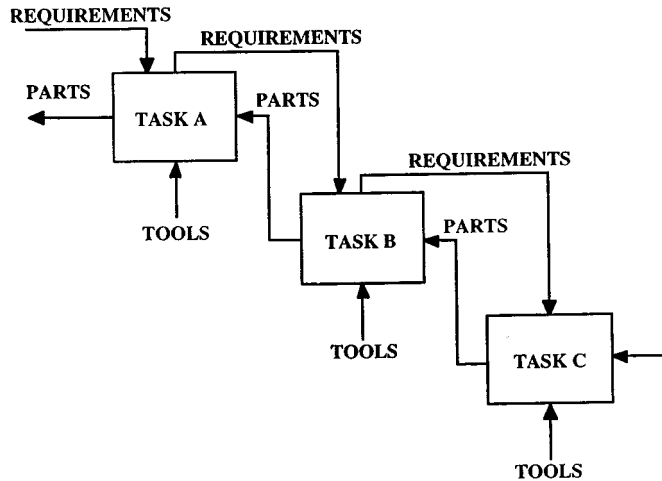 REQUIREMENTS
REQUIREMENTS
PARTS
PARTS
TASK A
REQUIREMENTS
TOOLS
PARTS
TASK B
TOOLS
TASK C
TOOLS